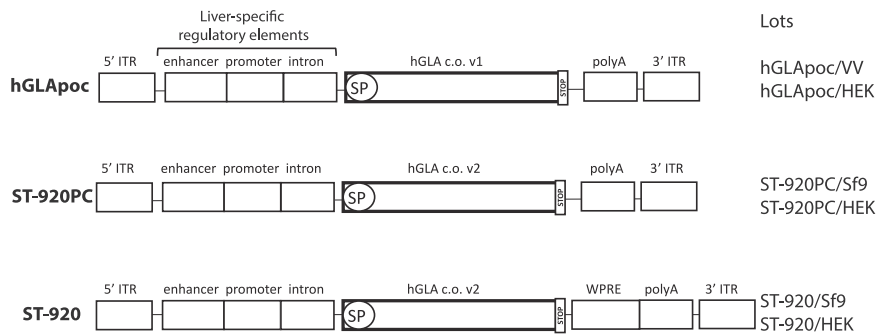 Liver-specific
regulatory elements
Lots
5' ITR enhancer promoter intron hGLA c.o. v1 polyA 3' ITR
hGLApoc SP STOP
hGLApoc/VV
hGLApoc/HEK
5' ITR enhancer promoter intron hGLA c.o. v2 polyA 3' ITR
ST-920PC SP STOP
ST-920PC/Sf9
ST-920PC/HEK
5' ITR enhancer promoter intron hGLA c.o. v2 WPRE polyA 3' ITR
ST-920 SP STOP
ST-920/Sf9
ST-920/HEK